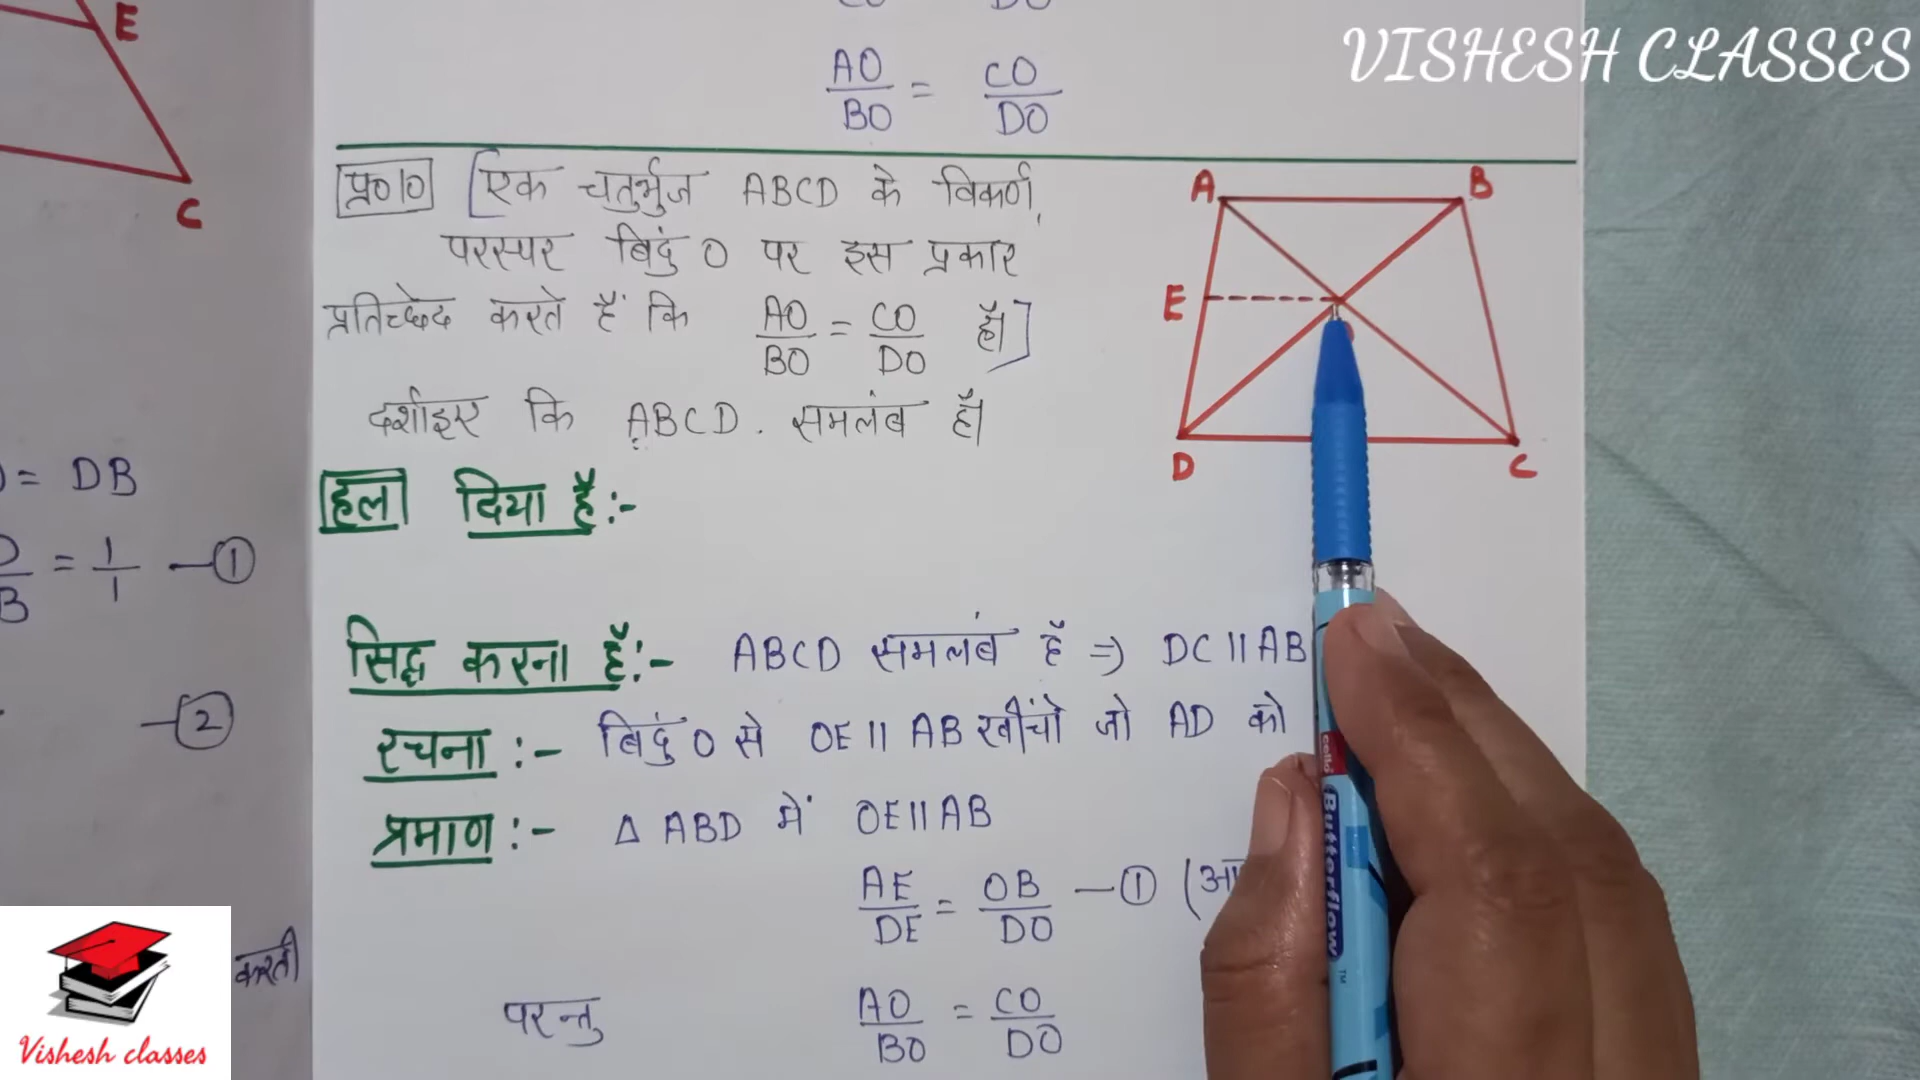 VISHESH CLASSES
AO/BO = CO/DO
प्र०10 [एक चतुर्भुज ABCD के विकर्ण
परस्पर बिदुं O पर इस प्रकार
प्रतिच्छेद करते हैं कि AO/BO = CO/DO है।]
दर्शाइए कि ABCD. समलंब है।
हल दिया है:-
सिद्ध करना है:- ABCD समलंब है ⇒ DC || AB
रचना :- बिदुं O से OE || AB खींचो जो AD को
प्रमाण :- Δ ABD में OE || AB
AE/DE = OB/DO —①
परन्तु AO/BO = CO/DO
A
B
E
D
C
E
C
= DB
= 1/1 —①
—②
करती
Vishesh classes
cello
Butterflow™